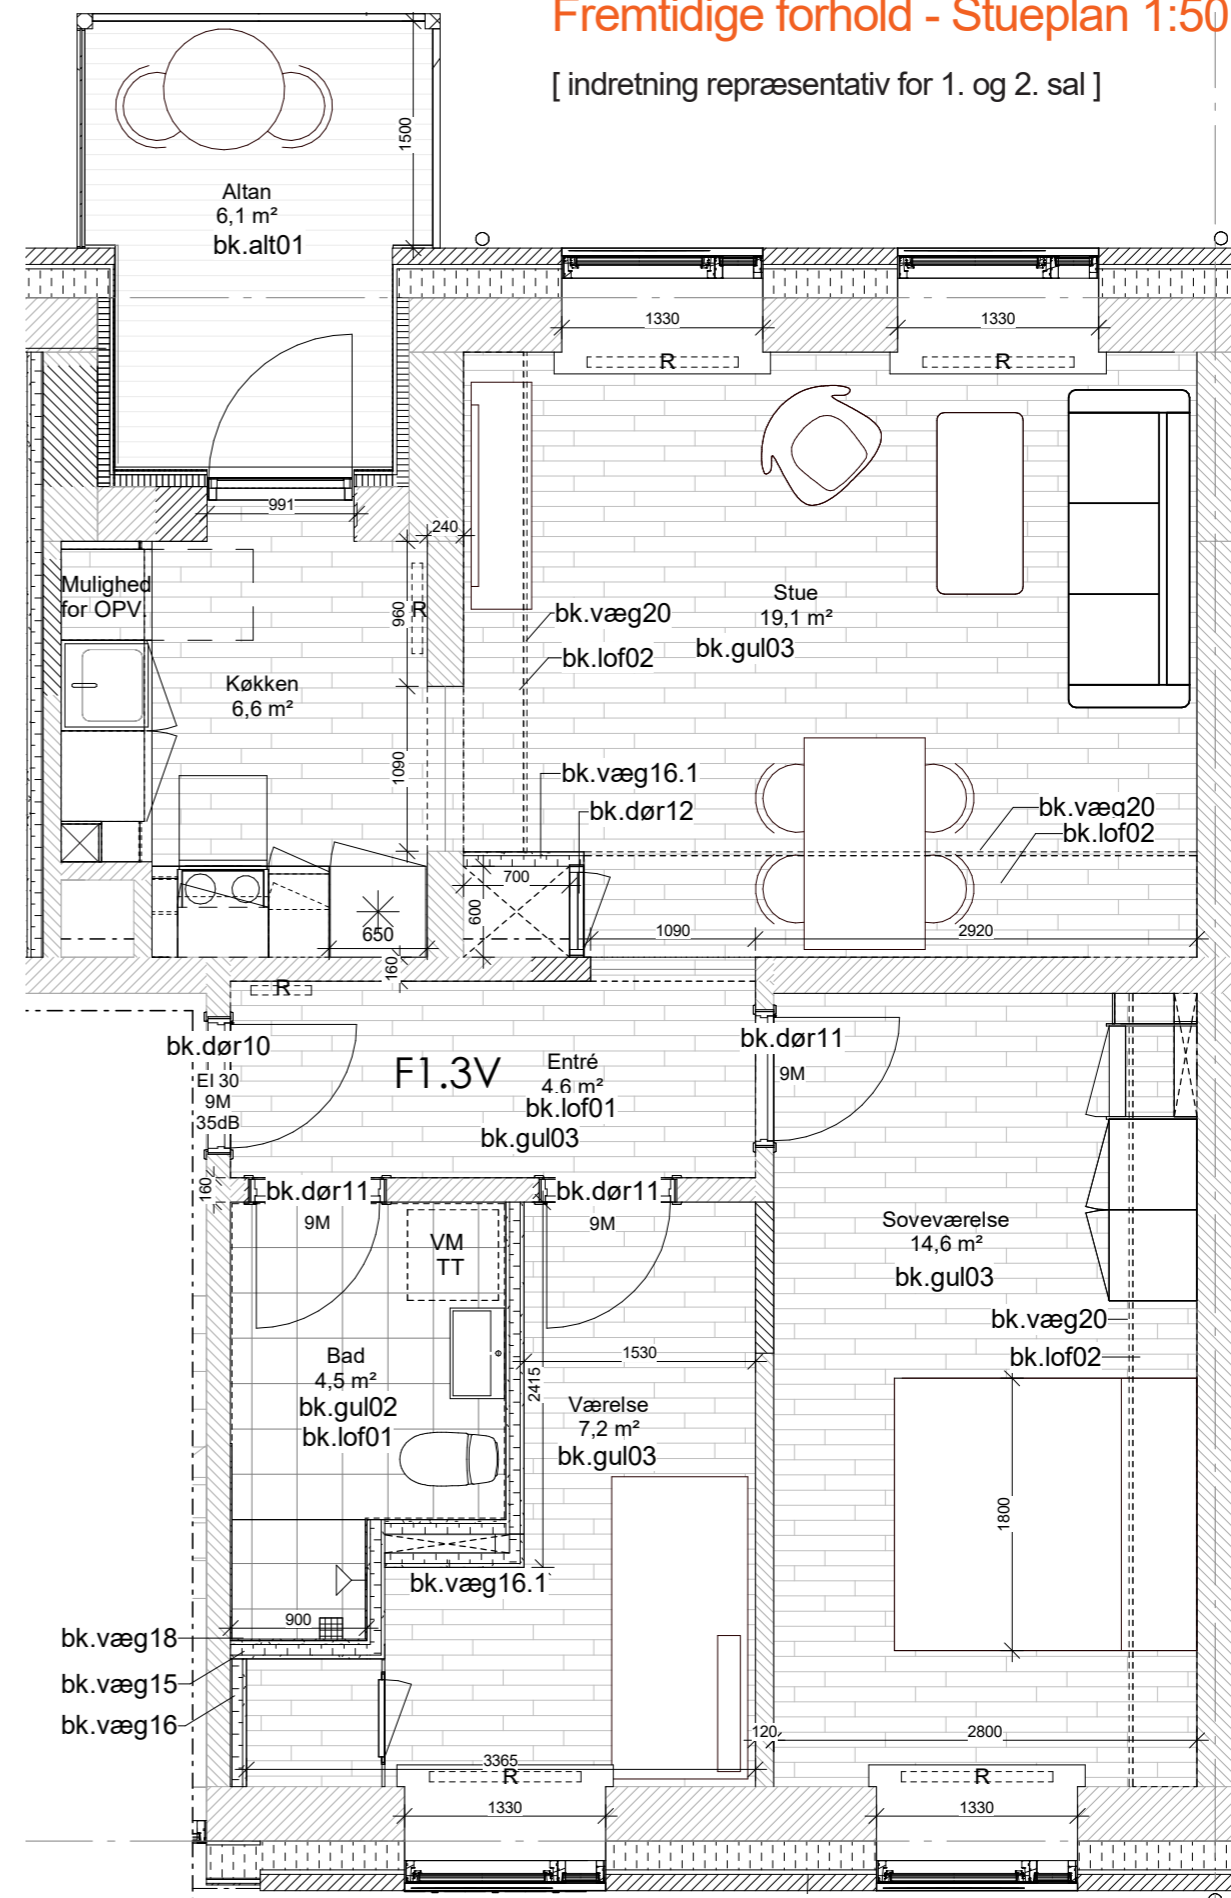 Fremtidige forhold - Stueplan 1:50
[ indretning repræsentativ for 1. og 2. sal ]
1500
Altan
6,1 m²
bk.alt01
1330
1330
R
R
991
240
Mulighed
for OPV.
960
R
Stue
19,1 m²
bk.gul03
bk.væg20
bk.lof02
Køkken
6,6 m²
1090
bk.væg16.1
bk.dør12
bk.væg20
bk.lof02
700
600
650
160
1090
2920
R
bk.dør10
EI 30
9M
35dB
F1.3V
Entré
4,6 m²
bk.lof01
bk.gul03
bk.dør11
9M
160
bk.dør11
9M
bk.dør11
9M
VM
TT
Soveværelse
14,6 m²
bk.gul03
bk.væg20
bk.lof02
1530
2415
Bad
4,5 m²
bk.gul02
bk.lof01
Værelse
7,2 m²
bk.gul03
1800
bk.væg16.1
900
bk.væg18
bk.væg15
bk.væg16
120
2800
3365
R
R
1330
1330